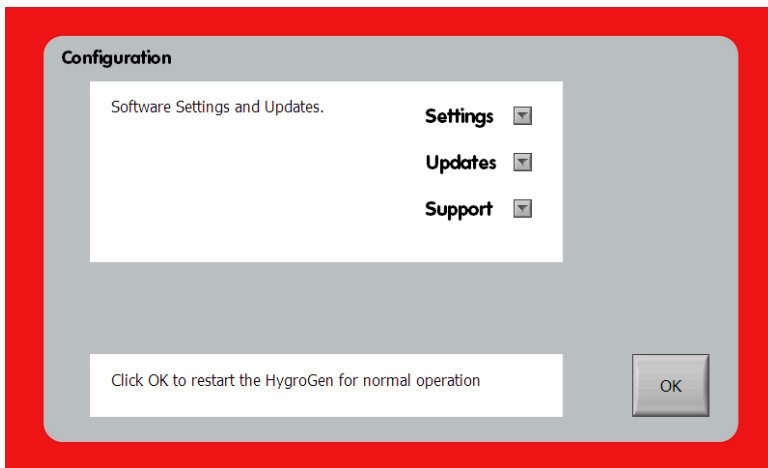 Configuration
Software Settings and Updates.
Settings
Updates
Support
Click OK to restart the HygroGen for normal operation
OK